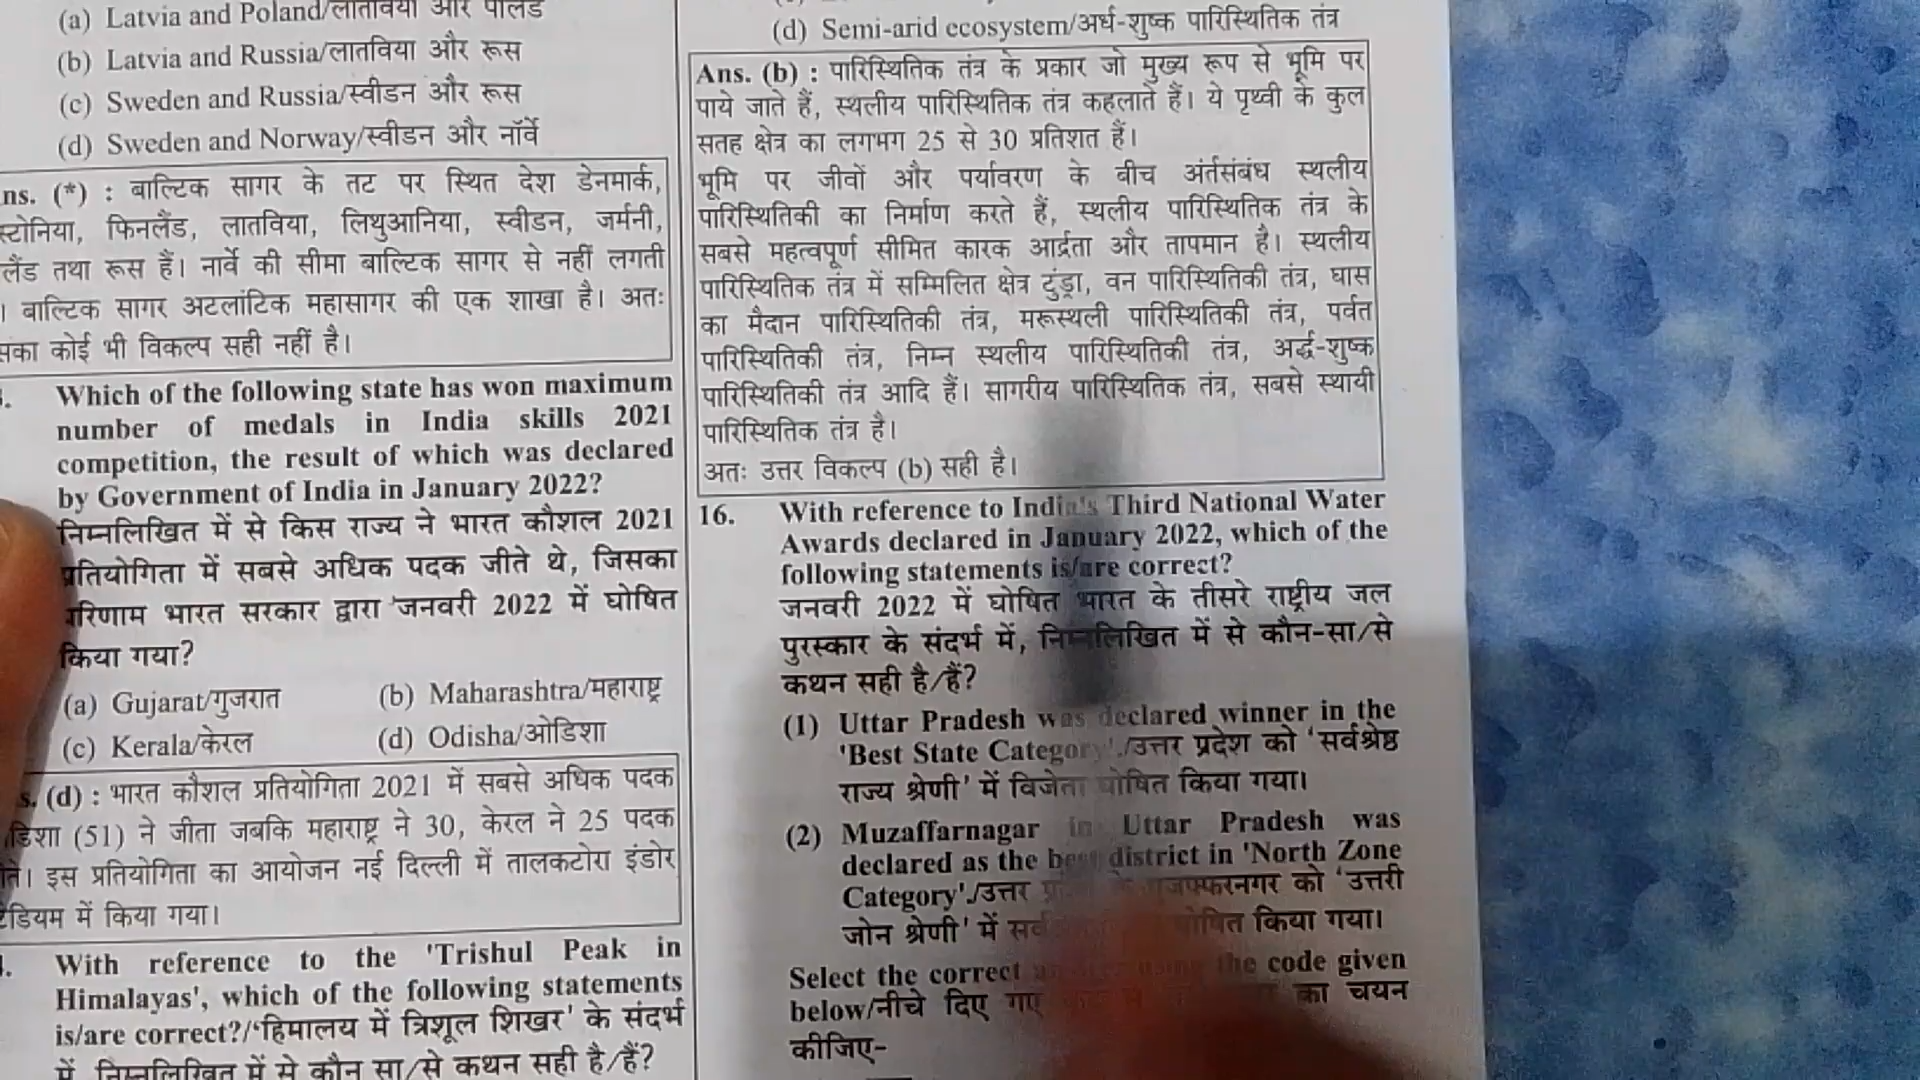 (a) Latvia and Poland/लातविया और पोलैंड
(b) Latvia and Russia/लातविया और रूस
(c) Sweden and Russia/स्वीडन और रूस
(d) Sweden and Norway/स्वीडन और नॉर्वे
ns. (*) : बाल्टिक सागर के तट पर स्थित देश डेनमार्क,
स्टोनिया, फिनलैंड, लातविया, लिथुआनिया, स्वीडन, जर्मनी,
लैंड तथा रूस हैं। नार्वे की सीमा बाल्टिक सागर से नहीं लगती
। बाल्टिक सागर अटलांटिक महासागर की एक शाखा है। अतः
सका कोई भी विकल्प सही नहीं है।
Which of the following state has won maximum
number of medals in India skills 2021
competition, the result of which was declared
by Government of India in January 2022?
निम्नलिखित में से किस राज्य ने भारत कौशल 2021
प्रतियोगिता में सबसे अधिक पदक जीते थे, जिसका
परिणाम भारत सरकार द्वारा जनवरी 2022 में घोषित
किया गया?
(a) Gujarat/गुजरात (b) Maharashtra/महाराष्ट्र
(c) Kerala/केरल (d) Odisha/ओडिशा
s. (d) : भारत कौशल प्रतियोगिता 2021 में सबसे अधिक पदक
डिशा (51) ने जीता जबकि महाराष्ट्र ने 30, केरल ने 25 पदक
ते। इस प्रतियोगिता का आयोजन नई दिल्ली में तालकटोरा इंडोर
टेडियम में किया गया।
With reference to the 'Trishul Peak in
Himalayas', which of the following statements
is/are correct?/'हिमालय में त्रिशूल शिखर' के संदर्भ
में, निम्नलिखित में से कौन सा/से कथन सही है/हैं?
(d) Semi-arid ecosystem/अर्ध-शुष्क पारिस्थितिक तंत्र
Ans. (b) : पारिस्थितिक तंत्र के प्रकार जो मुख्य रूप से भूमि पर
पाये जाते हैं, स्थलीय पारिस्थितिक तंत्र कहलाते हैं। ये पृथ्वी के कुल
सतह क्षेत्र का लगभग 25 से 30 प्रतिशत हैं।
भूमि पर जीवों और पर्यावरण के बीच अंर्तसंबंध स्थलीय
पारिस्थितिकी का निर्माण करते हैं, स्थलीय पारिस्थितिक तंत्र के
सबसे महत्वपूर्ण सीमित कारक आर्द्रता और तापमान है। स्थलीय
पारिस्थितिक तंत्र में सम्मिलित क्षेत्र टुंड्रा, वन पारिस्थितिकी तंत्र, घास
का मैदान पारिस्थितिकी तंत्र, मरूस्थली पारिस्थितिकी तंत्र, पर्वत
पारिस्थितिकी तंत्र, निम्न स्थलीय पारिस्थितिकी तंत्र, अर्द्ध-शुष्क
पारिस्थितिकी तंत्र आदि हैं। सागरीय पारिस्थितिक तंत्र, सबसे स्थायी
पारिस्थितिक तंत्र है।
अतः उत्तर विकल्प (b) सही है।
16. With reference to India's Third National Water
Awards declared in January 2022, which of the
following statements is/are correct?
जनवरी 2022 में घोषित भारत के तीसरे राष्ट्रीय जल
पुरस्कार के संदर्भ में, निम्नलिखित में से कौन-सा/से
कथन सही है/हैं?
(1) Uttar Pradesh was declared winner in the
'Best State Category'./उत्तर प्रदेश को 'सर्वश्रेष्ठ
राज्य श्रेणी' में विजेता घोषित किया गया।
(2) Muzaffarnagar in Uttar Pradesh was
declared as the best district in 'North Zone
Category'./उत्तर मुजफ्फरनगर को 'उत्तरी
जोन श्रेणी' में घोषित किया गया।
Select the correct the code given
below/नीचे दिए गए का चयन
कीजिए-